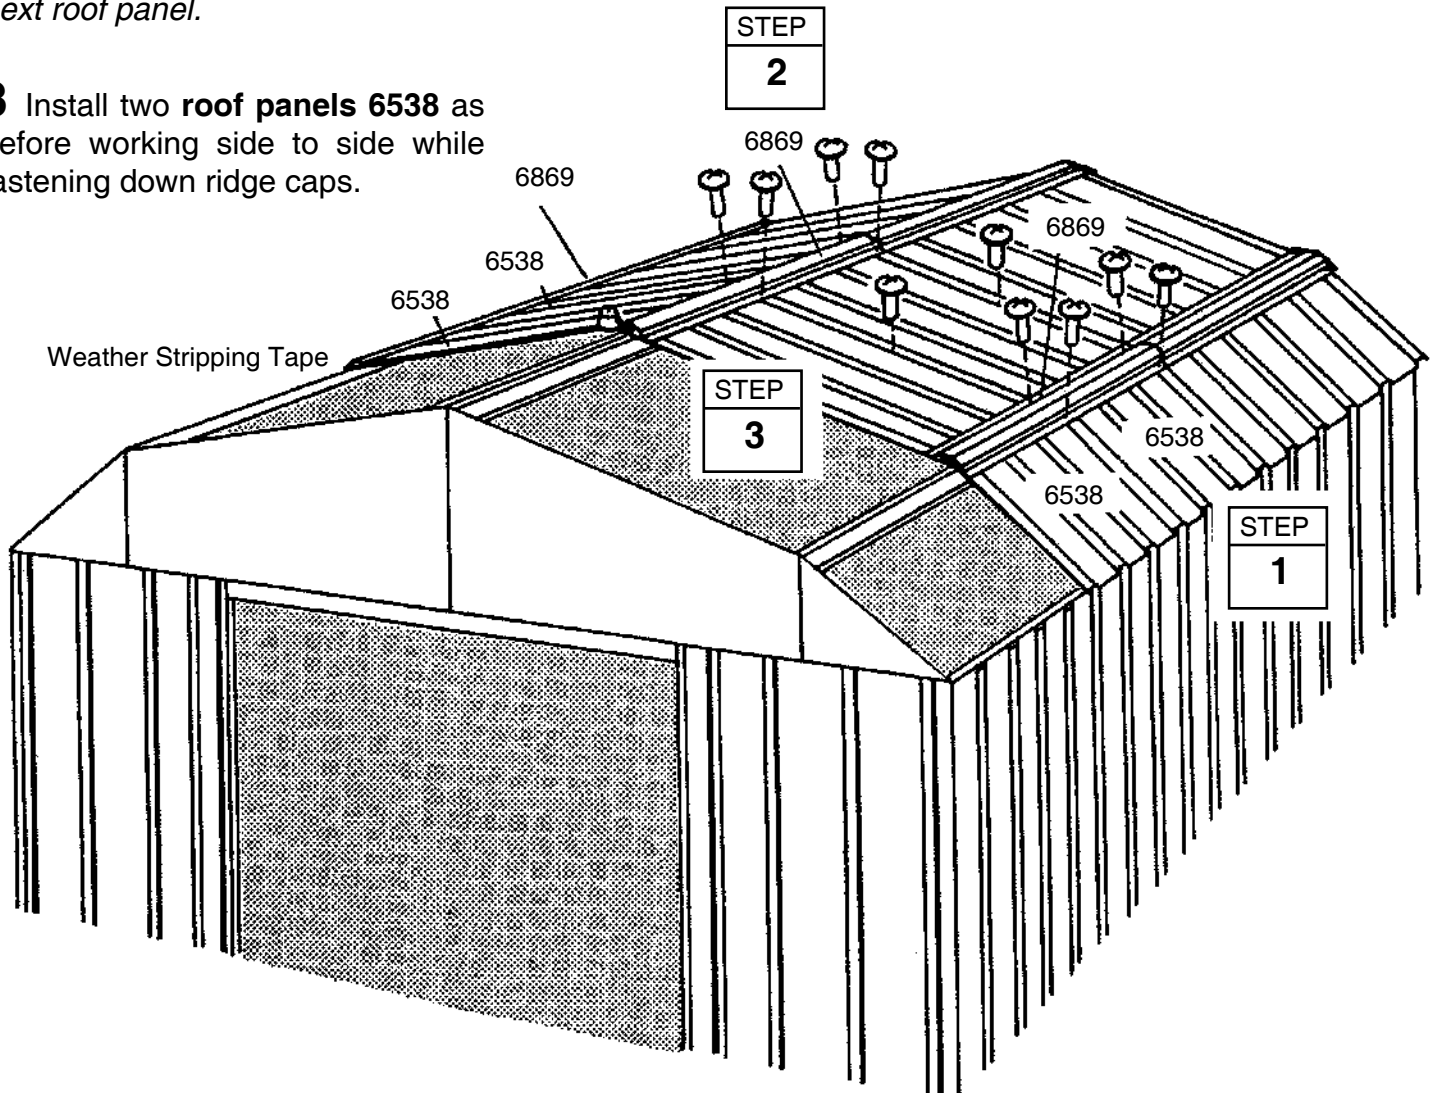 ext roof panel.
3 Install two roof panels 6538 as
efore working side to side while
astening down ridge caps.
STEP
2
6869
6869
6869
6538
6538
Weather Stripping Tape
STEP
3
6538
6538
STEP
1